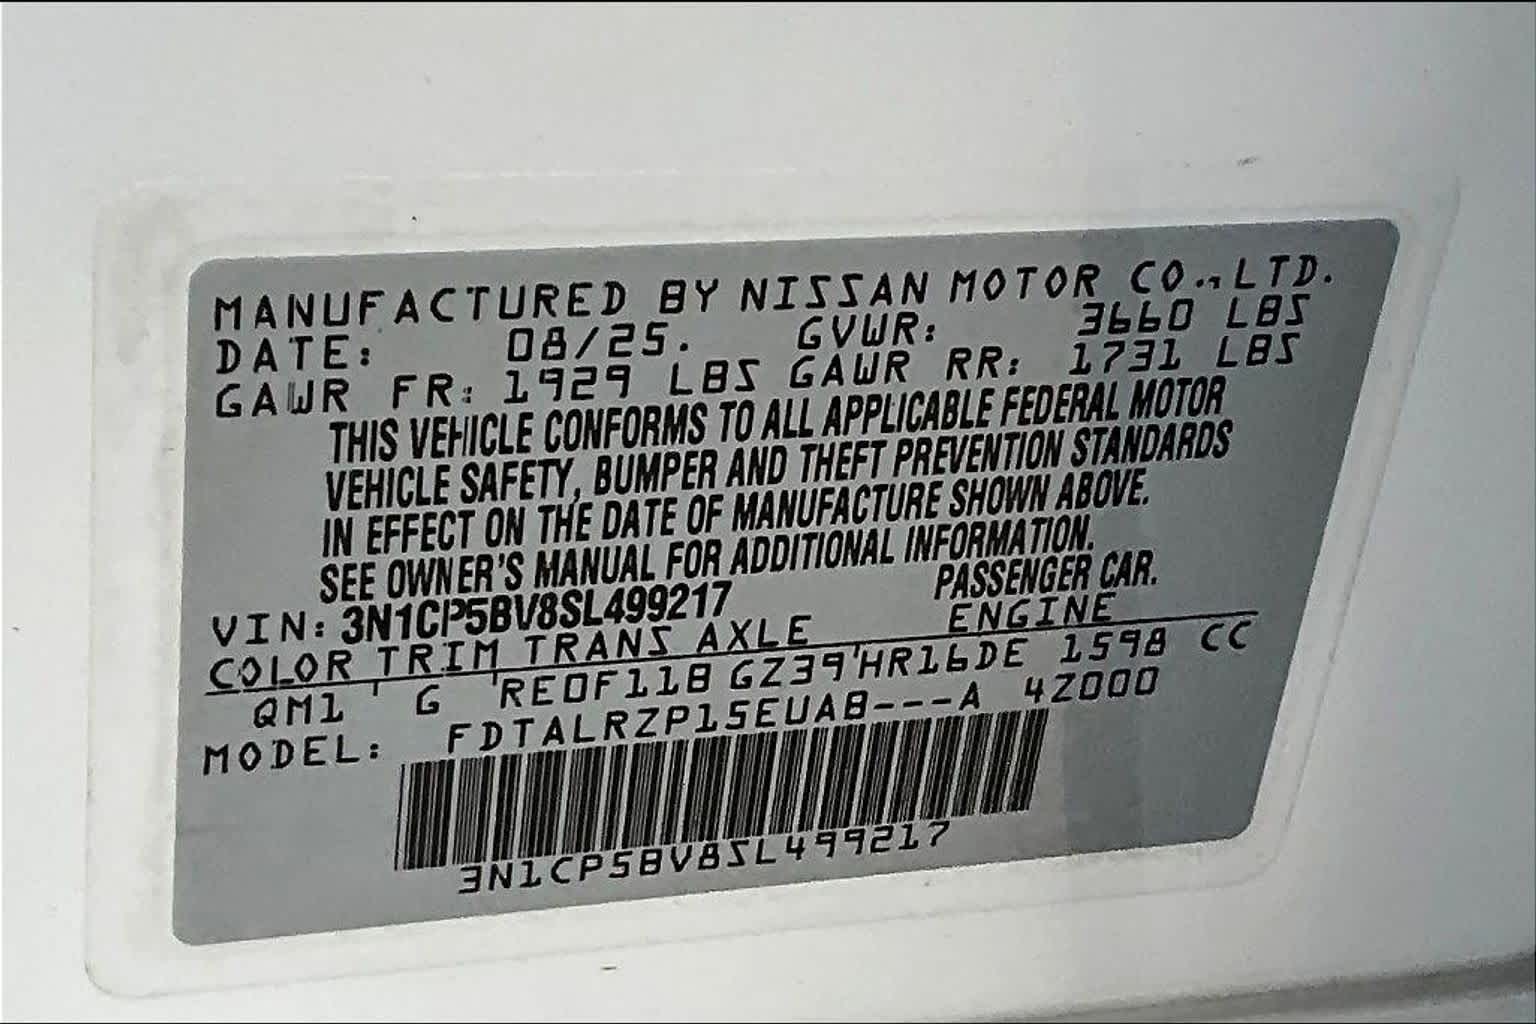 MANUFACTURED BY NISSAN MOTOR CO., LTD.
DATE: 08/25. GVWR: 3660 LBS
GAWR FR: 1929 LBS GAWR RR: 1731 LBS
THIS VEHICLE CONFORMS TO ALL APPLICABLE FEDERAL MOTOR
VEHICLE SAFETY, BUMPER AND THEFT PREVENTION STANDARDS
IN EFFECT ON THE DATE OF MANUFACTURE SHOWN ABOVE.
SEE OWNER'S MANUAL FOR ADDITIONAL INFORMATION.
VIN: 3N1CP5BV8SL499217 PASSENGER CAR.
COLOR TRIM TRANS AXLE ENGINE
QM1 G RE0F11B GZ39 HR16DE 1598 CC
MODEL: FDTALRZP15EUA8---A 4Z000
3N1CP5BV8SL499217